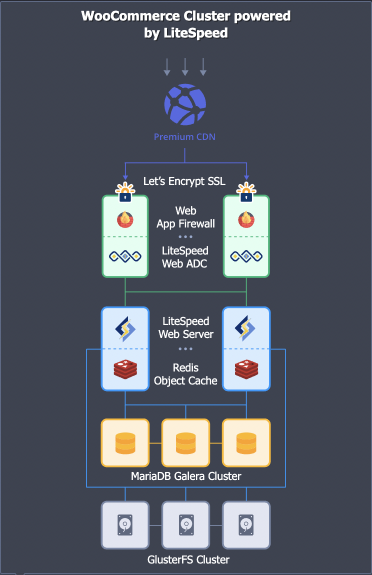 WooCommerce Cluster powered
by LiteSpeed
Premium CDN
Let's Encrypt SSL
Web
App Firewall
LiteSpeed
Web ADC
LiteSpeed
Web Server
Redis
Object Cache
MariaDB Galera Cluster
GlusterFS Cluster